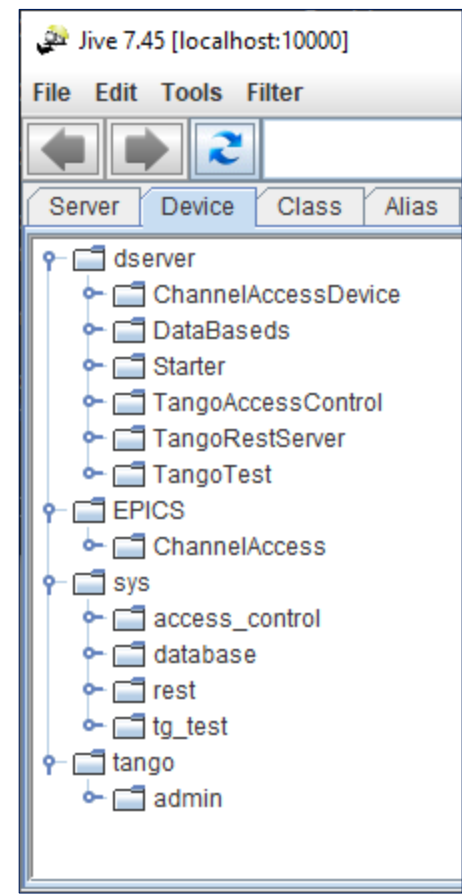 Jive 7.45 [localhost:10000]
File Edit Tools Filter
Server Device Class Alias
dserver
ChannelAccessDevice
DataBaseds
Starter
TangoAccessControl
TangoRestServer
TangoTest
EPICS
ChannelAccess
sys
access_control
database
rest
tg_test
tango
admin